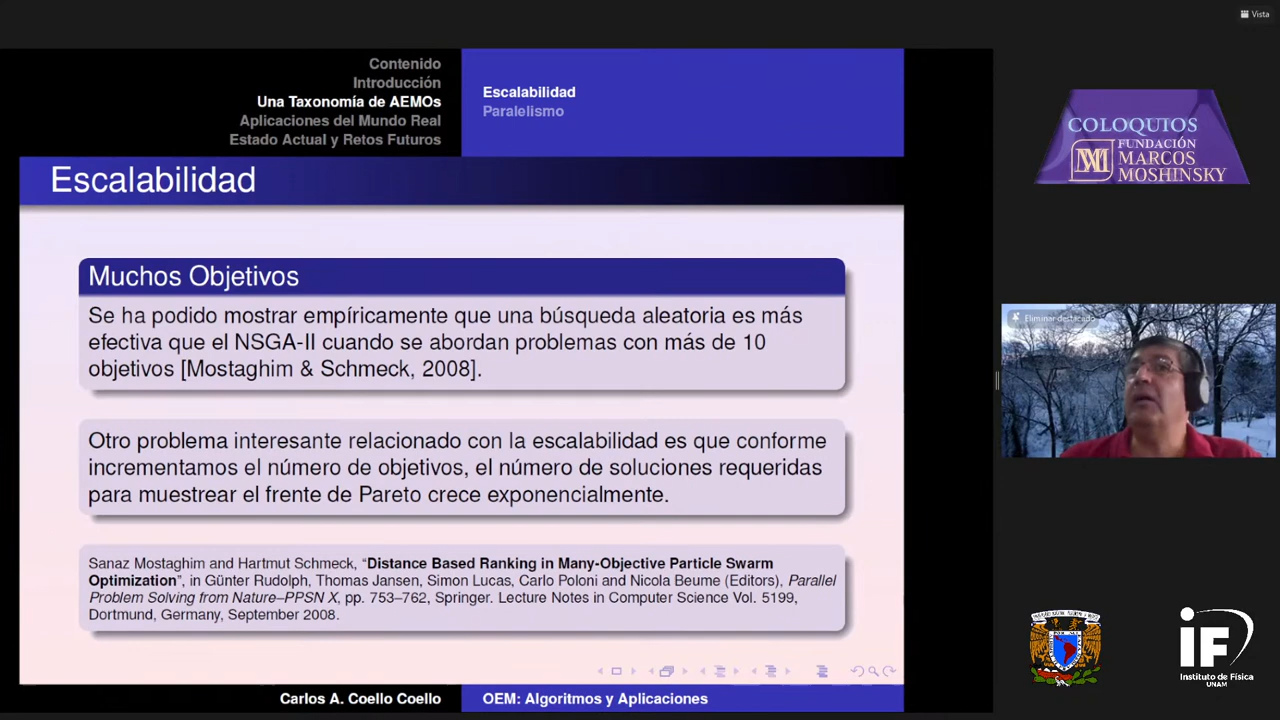 Vista
Contenido
Introducción
Una Taxonomía de AEMOs
Aplicaciones del Mundo Real
Estado Actual y Retos Futuros
Escalabilidad
Paralelismo
Escalabilidad
Muchos Objetivos
Se ha podido mostrar empíricamente que una búsqueda aleatoria es más
efectiva que el NSGA-II cuando se abordan problemas con más de 10
objetivos [Mostaghim & Schmeck, 2008].
Otro problema interesante relacionado con la escalabilidad es que conforme
incrementamos el número de objetivos, el número de soluciones requeridas
para muestrear el frente de Pareto crece exponencialmente.
Sanaz Mostaghim and Hartmut Schmeck, “Distance Based Ranking in Many-Objective Particle Swarm
Optimization”, in Günter Rudolph, Thomas Jansen, Simon Lucas, Carlo Poloni and Nicola Beume (Editors), Parallel
Problem Solving from Nature–PPSN X, pp. 753–762, Springer. Lecture Notes in Computer Science Vol. 5199,
Dortmund, Germany, September 2008.
Carlos A. Coello Coello
OEM: Algoritmos y Aplicaciones
COLOQUIOS
FUNDACIÓN
MARCOS
MOSHINSKY
Eliminar destacado
iF
Instituto de Física
UNAM